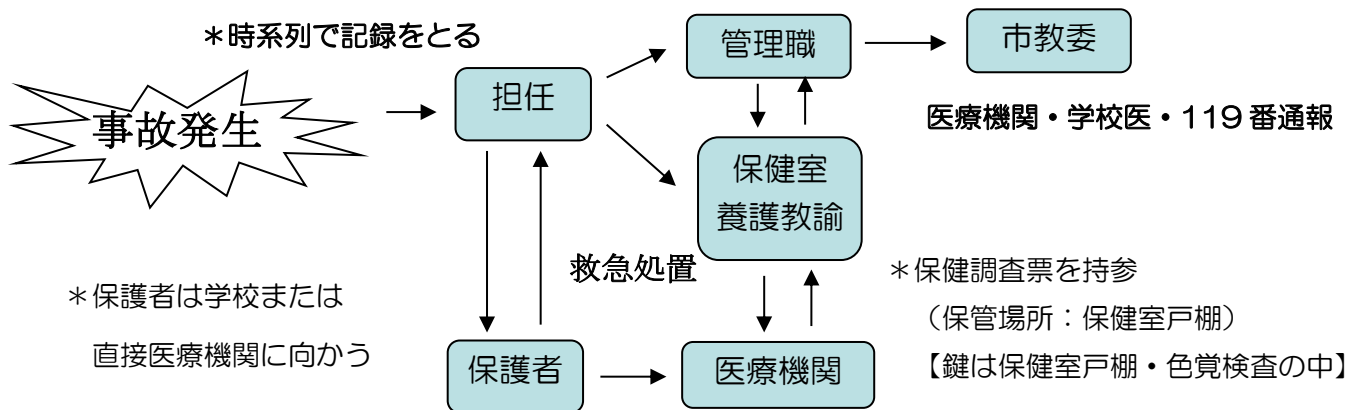 ＊時系列で記録をとる
管理職
市教委
担任
事故発生
医療機関・学校医・119番通報
保健室
養護教諭
救急処置
＊保健調査票を持参
（保管場所：保健室戸棚）
【鍵は保健室戸棚・色覚検査の中】
＊保護者は学校または
直接医療機関に向かう
保護者
医療機関